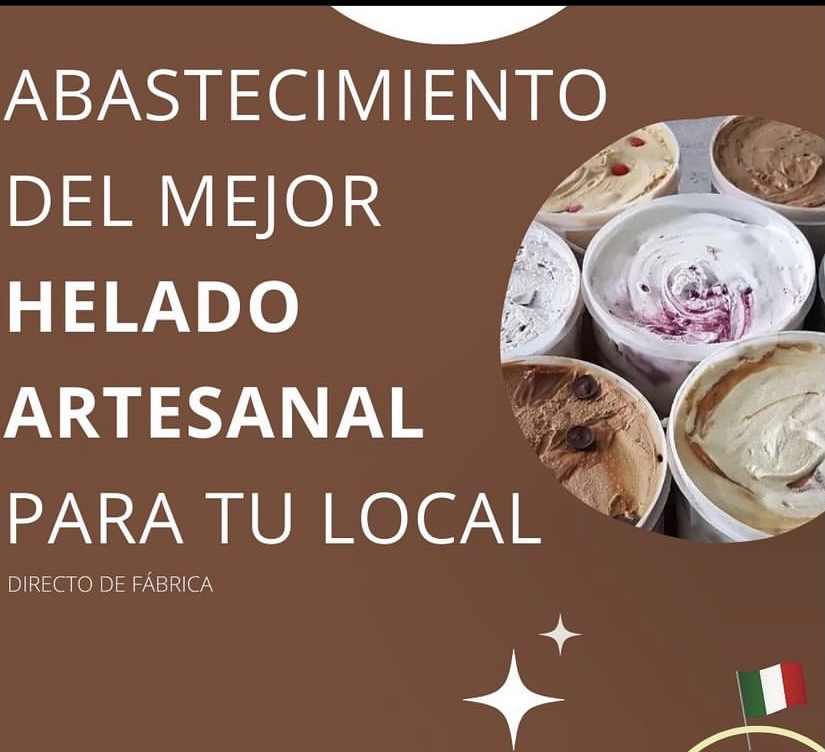 ABASTECIMIENTO
DEL MEJOR
HELADO
ARTESANAL
PARA TU LOCAL
DIRECTO DE FÁBRICA